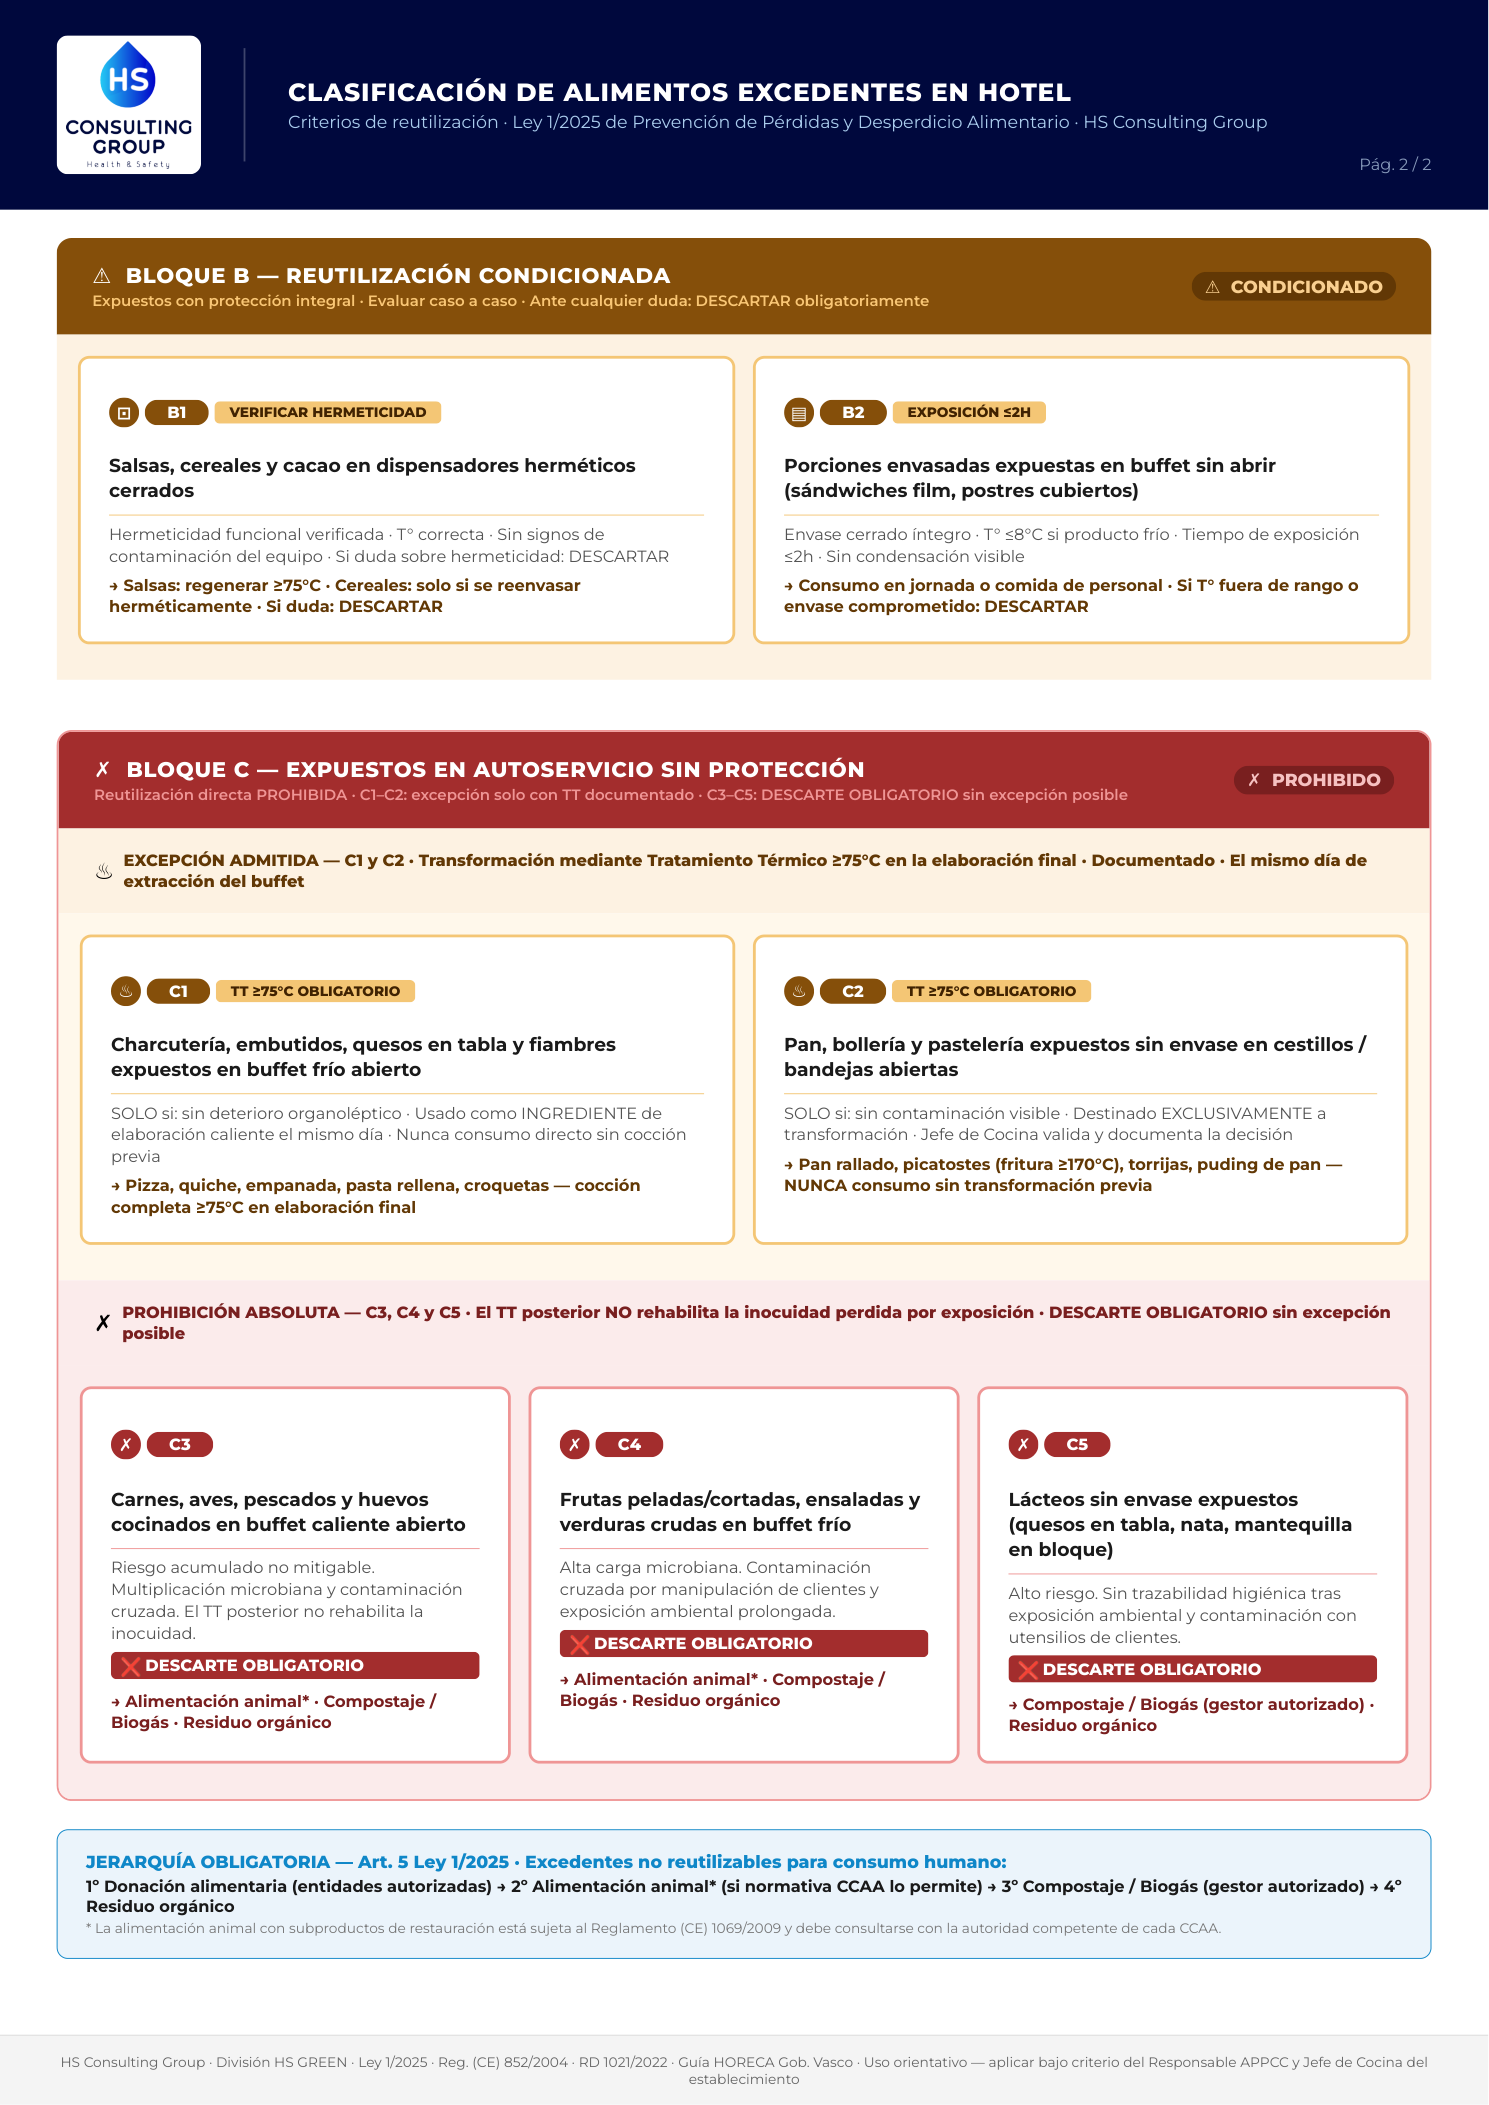 HS
CONSULTING
GROUP
Health & Safety
CLASIFICACIÓN DE ALIMENTOS EXCEDENTES EN HOTEL
Criterios de reutilización · Ley 1/2025 de Prevención de Pérdidas y Desperdicio Alimentario · HS Consulting Group
Pág. 2 / 2
⚠ BLOQUE B — REUTILIZACIÓN CONDICIONADA
Expuestos con protección integral · Evaluar caso a caso · Ante cualquier duda: DESCARTAR obligatoriamente
⚠ CONDICIONADO
B1 VERIFICAR HERMETICIDAD
Salsas, cereales y cacao en dispensadores herméticos
cerrados
Hermeticidad funcional verificada · T° correcta · Sin signos de
contaminación del equipo · Si duda sobre hermeticidad: DESCARTAR
→ Salsas: regenerar ≥75°C · Cereales: solo si se reenvasar
herméticamente · Si duda: DESCARTAR
B2 EXPOSICIÓN ≤2H
Porciones envasadas expuestas en buffet sin abrir
(sándwiches film, postres cubiertos)
Envase cerrado íntegro · T° ≤8°C si producto frío · Tiempo de exposición
≤2h · Sin condensación visible
→ Consumo en jornada o comida de personal · Si T° fuera de rango o
envase comprometido: DESCARTAR
✗ BLOQUE C — EXPUESTOS EN AUTOSERVICIO SIN PROTECCIÓN
Reutilización directa PROHIBIDA · C1–C2: excepción solo con TT documentado · C3–C5: DESCARTE OBLIGATORIO sin excepción posible
✗ PROHIBIDO
♨ EXCEPCIÓN ADMITIDA — C1 y C2 · Transformación mediante Tratamiento Térmico ≥75°C en la elaboración final · Documentado · El mismo día de
extracción del buffet
♨ C1 TT ≥75°C OBLIGATORIO
Charcutería, embutidos, quesos en tabla y fiambres
expuestos en buffet frío abierto
SOLO si: sin deterioro organoléptico · Usado como INGREDIENTE de
elaboración caliente el mismo día · Nunca consumo directo sin cocción
previa
→ Pizza, quiche, empanada, pasta rellena, croquetas — cocción
completa ≥75°C en elaboración final
♨ C2 TT ≥75°C OBLIGATORIO
Pan, bollería y pastelería expuestos sin envase en cestillos /
bandejas abiertas
SOLO si: sin contaminación visible · Destinado EXCLUSIVAMENTE a
transformación · Jefe de Cocina valida y documenta la decisión
→ Pan rallado, picatostes (fritura ≥170°C), torrijas, puding de pan —
NUNCA consumo sin transformación previa
✗ PROHIBICIÓN ABSOLUTA — C3, C4 y C5 · El TT posterior NO rehabilita la inocuidad perdida por exposición · DESCARTE OBLIGATORIO sin excepción
posible
✗ C3
Carnes, aves, pescados y huevos
cocinados en buffet caliente abierto
Riesgo acumulado no mitigable.
Multiplicación microbiana y contaminación
cruzada. El TT posterior no rehabilita la
inocuidad.
❌ DESCARTE OBLIGATORIO
→ Alimentación animal* · Compostaje /
Biogás · Residuo orgánico
✗ C4
Frutas peladas/cortadas, ensaladas y
verduras crudas en buffet frío
Alta carga microbiana. Contaminación
cruzada por manipulación de clientes y
exposición ambiental prolongada.
❌ DESCARTE OBLIGATORIO
→ Alimentación animal* · Compostaje /
Biogás · Residuo orgánico
✗ C5
Lácteos sin envase expuestos
(quesos en tabla, nata, mantequilla
en bloque)
Alto riesgo. Sin trazabilidad higiénica tras
exposición ambiental y contaminación con
utensilios de clientes.
❌ DESCARTE OBLIGATORIO
→ Compostaje / Biogás (gestor autorizado) ·
Residuo orgánico
JERARQUÍA OBLIGATORIA — Art. 5 Ley 1/2025 · Excedentes no reutilizables para consumo humano:
1º Donación alimentaria (entidades autorizadas) → 2º Alimentación animal* (si normativa CCAA lo permite) → 3º Compostaje / Biogás (gestor autorizado) → 4º
Residuo orgánico
* La alimentación animal con subproductos de restauración está sujeta al Reglamento (CE) 1069/2009 y debe consultarse con la autoridad competente de cada CCAA.
HS Consulting Group · División HS GREEN · Ley 1/2025 · Reg. (CE) 852/2004 · RD 1021/2022 · Guía HORECA Gob. Vasco · Uso orientativo — aplicar bajo criterio del Responsable APPCC y Jefe de Cocina del
establecimiento